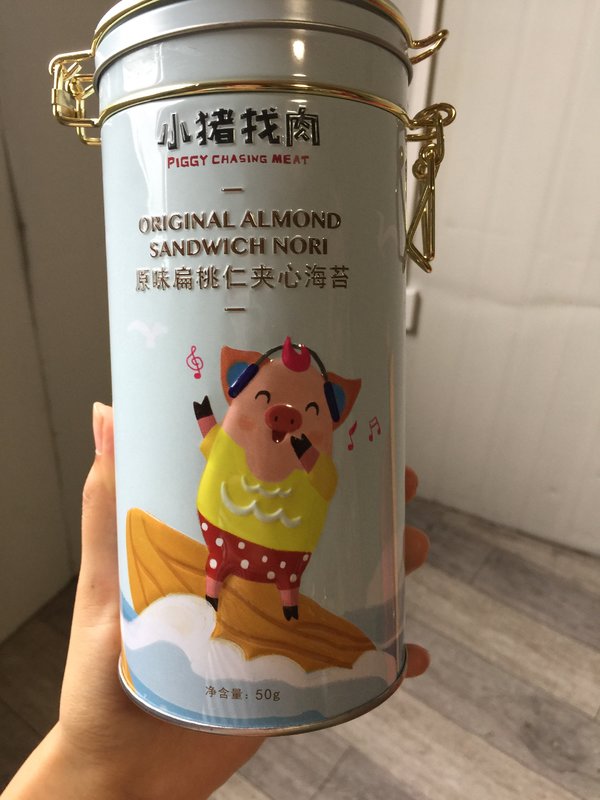 小猪找肉
PIGGY CHASING MEAT
ORIGINAL ALMOND
SANDWICH NORI
原味扁桃仁夹心海苔
净含量：50g